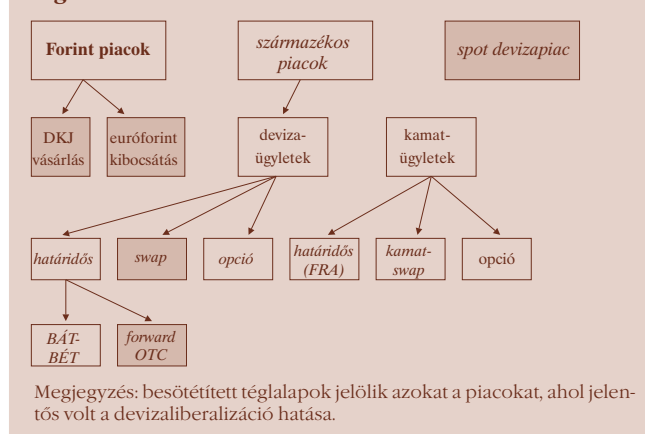 Forint piacok
származékos
piacok
spot devizapiac
DKJ
vásárlás
euróforint
kibocsátás
deviza-
ügyletek
kamat-
ügyletek
határidős
swap
opció
határidős
(FRA)
kamat-
swap
opció
BÁT-
BÉT
forward
OTC
Megjegyzés: besötétített téglalapok jelölik azokat a piacokat, ahol jelen-
tős volt a devizaliberalizáció hatása.